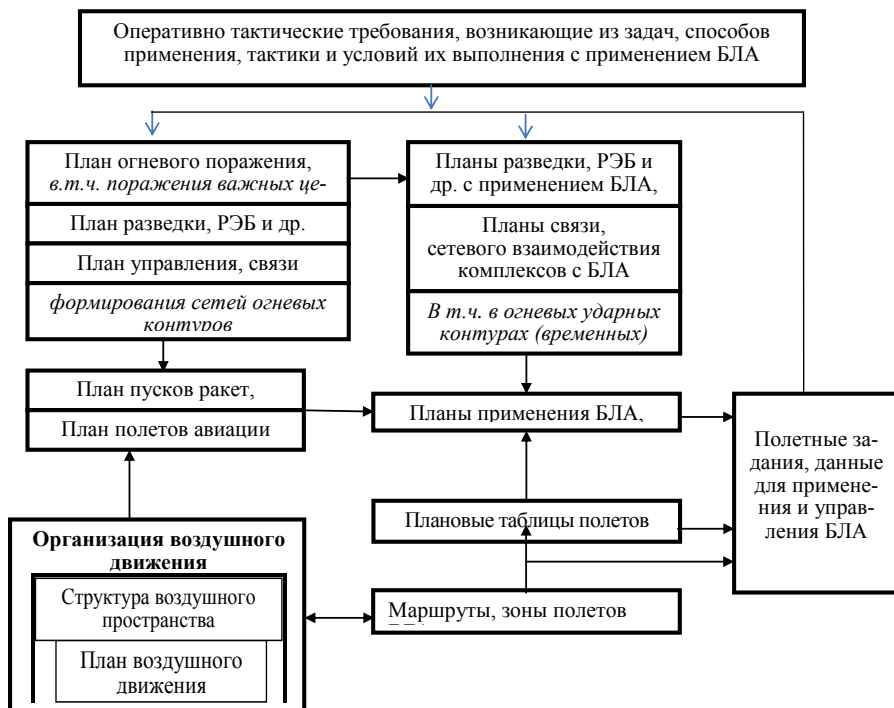 Оперативно тактические требования, возникающие из задач, способов
применения, тактики и условий их выполнения с применением БЛА
План огневого поражения,
в.т.ч. поражения важных це-
План разведки, РЭБ и др.
План управления, связи
формирования сетей огневых
контуров
Планы разведки, РЭБ и
др. с применением БЛА,
Планы связи,
сетевого взаимодействия
комплексов с БЛА
В т.ч. в огневых ударных
контурах (временных)
План пусков ракет,
План полетов авиации
Планы применения БЛА,
Полетные за-
дания, данные
для примене-
ния и управ-
ления БЛА
Плановые таблицы полетов
Организация воздушного
движения
Структура воздушного
пространства
План воздушного
движения
Маршруты, зоны полетов